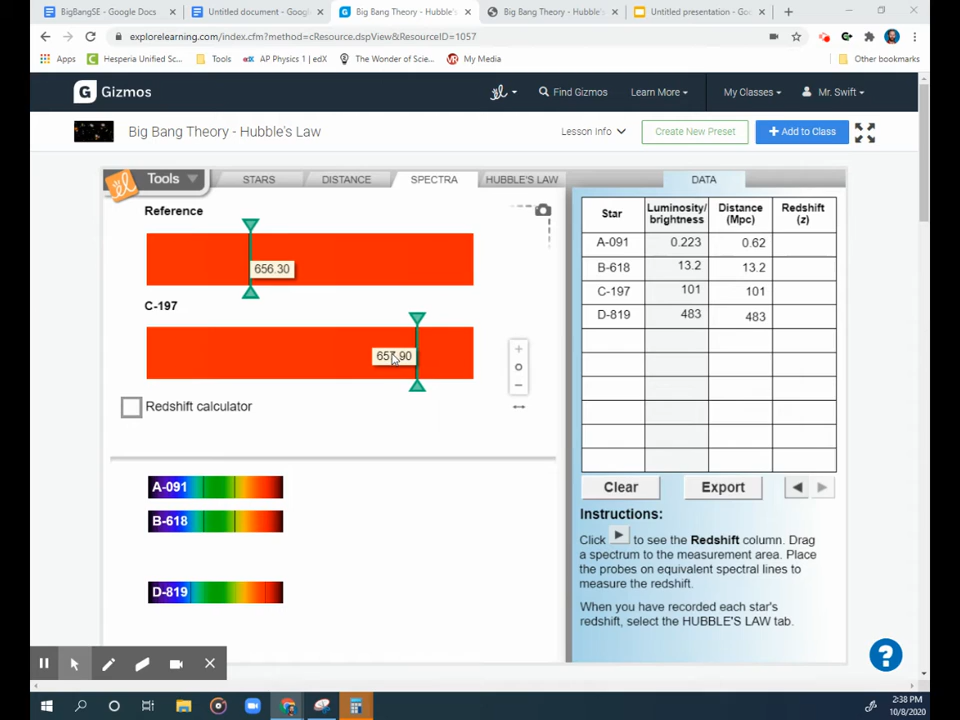 BigBangSE - Google Docs
Untitled document - Googl
Big Bang Theory - Hubble's
Big Bang Theory - Hubble's L
Untitled presentation - Goo
explorelearning.com/index.cfm?method=cResource.dspView&ResourceID=1057
Apps
Hesperia Unified Sc...
Tools
AP Physics 1 | edX
The Wonder of Scie...
My Media
Other bookmarks
G Gizmos
Find Gizmos
Learn More
My Classes
Mr. Swift
Big Bang Theory - Hubble's Law
Lesson Info
Create New Preset
+ Add to Class
Tools
STARS
DISTANCE
SPECTRA
HUBBLE'S LAW
DATA
Reference
656.30
C-197
Redshift calculator
A-091
B-618
D-819
Star Luminosity/ brightness Distance (Mpc) Redshift (z)
A-091 0.223 0.62
B-618 13.2 13.2
C-197 101 101
D-819 483 483
Clear
Export
Instructions:
Click to see the Redshift column. Drag
a spectrum to the measurement area. Place
the probes on equivalent spectral lines to
measure the redshift.
When you have recorded each star's
redshift, select the HUBBLE'S LAW tab.
?
2:38 PM
10/8/2020